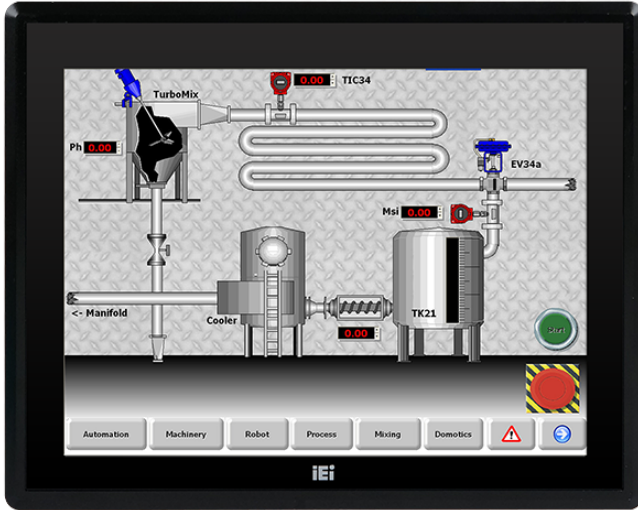 0.00 TIC34
TurboMix
Ph 0.00
EV34a
Msi 0.00
<- Manifold
Cooler
TK21
0.00
Start
Automation Machinery Robot Process Mixing Domotics
iEi